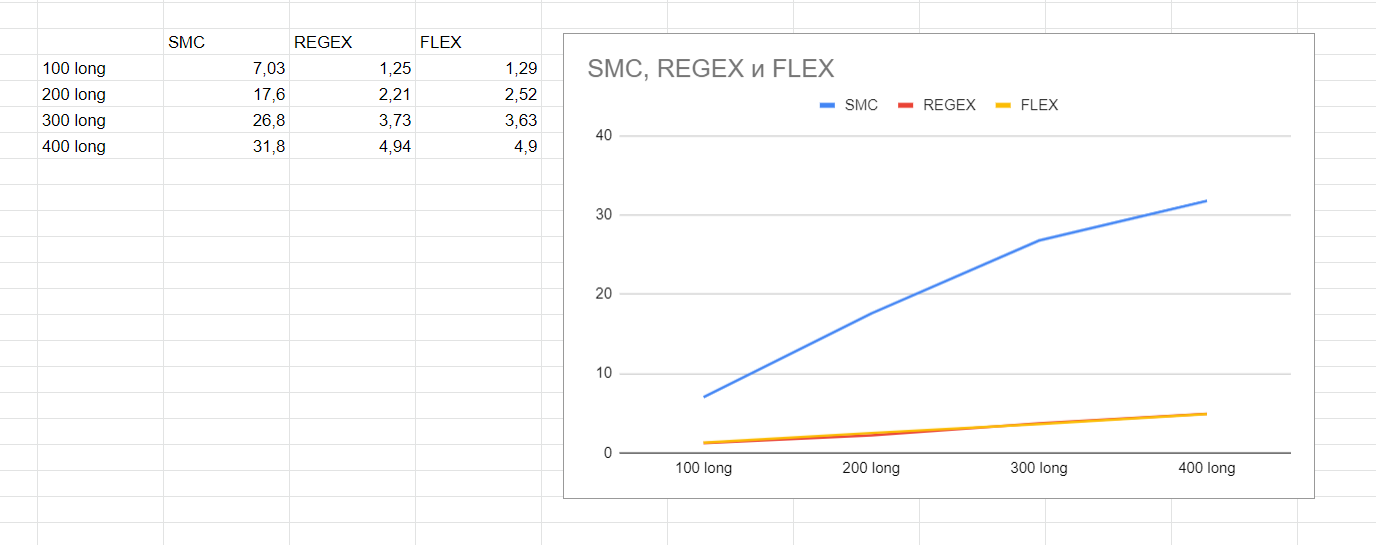 SMC REGEX FLEX
100 long 7,03 1,25 1,29
200 long 17,6 2,21 2,52
300 long 26,8 3,73 3,63
400 long 31,8 4,94 4,9
SMC, REGEX и FLEX
SMC REGEX FLEX
40
30
20
10
0
100 long 200 long 300 long 400 long